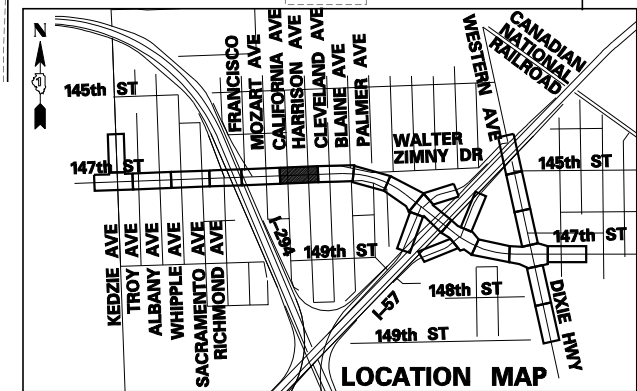 N
145th ST
147th ST
FRANCISCO
MOZART AVE
CALIFORNIA AVE
HARRISON AVE
CLEVELAND AVE
BLAINE AVE
PALMER AVE
WALTER
ZIMNY DR
WESTERN AVE
CANADIAN
NATIONAL
RAILROAD
145th ST
147th ST
KEDZIE AVE
TROY AVE
ALBANY AVE
WHIPPLE AVE
SACRAMENTO AVE
RICHMOND AVE
I-294
149th ST
I-57
148th ST
149th ST
DIXIE HWY
LOCATION MAP